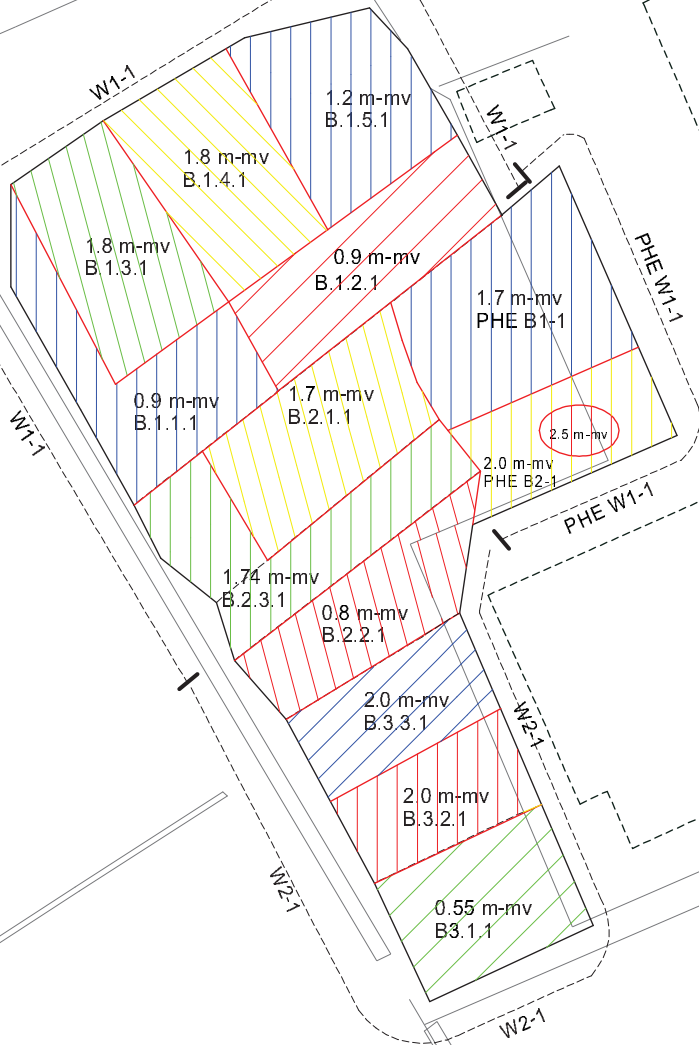 W1-1
1.2 m-mv
B.1.5.1
W1-1
1.8 m-mv
B.1.4.1
1.8 m-mv
B.1.3.1
0.9 m-mv
B.1.2.1
PHE W1-1
1.7 m-mv
PHE B1-1
0.9 m-mv
B.1.1.1
1.7 m-mv
B.2.1.1
W1-1
2.5 m-mv
2.0 m-mv
PHE B2-1
PHE W1-1
1.74 m-mv
B.2.3.1
0.8 m-mv
B.2.2.1
2.0 m-mv
B.3.3.1
W2-1
2.0 m-mv
B.3.2.1
W2-1
0.55 m-mv
B3.1.1
W2-1